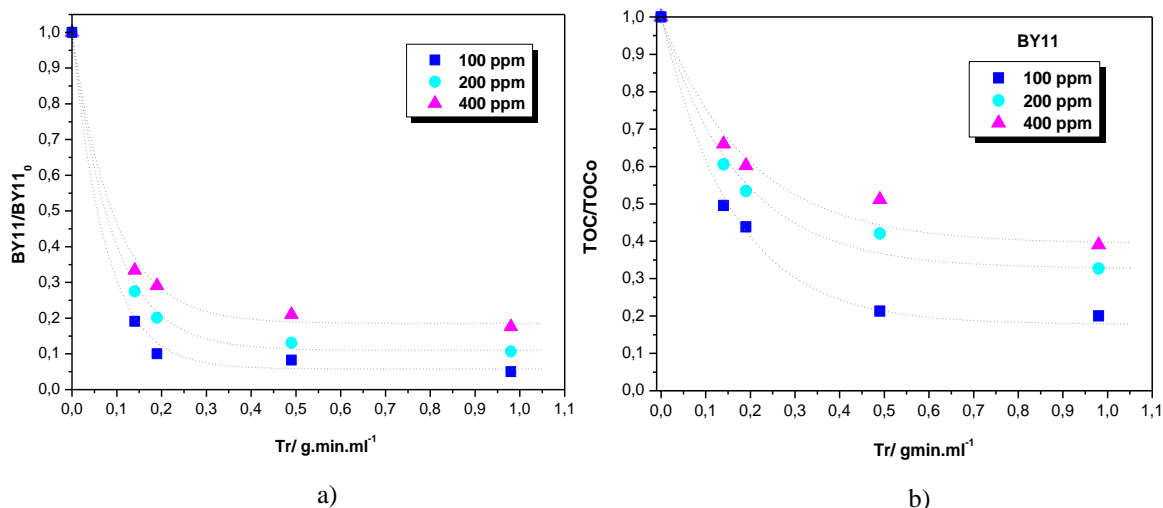 1,0
0,9
0,8
0,7
0,6
0,5
0,4
0,3
0,2
0,1
0,0
BY11/BY11₀
100 ppm
200 ppm
400 ppm
0,0 0,1 0,2 0,3 0,4 0,5 0,6 0,7 0,8 0,9 1,0 1,1
Tr/ g.min.ml⁻¹
a)
1,0
0,9
0,8
0,7
0,6
0,5
0,4
0,3
0,2
0,1
0,0
TOC/TOCo
BY11
100 ppm
200 ppm
400 ppm
0,0 0,1 0,2 0,3 0,4 0,5 0,6 0,7 0,8 0,9 1,0 1,1
Tr/ gmin.ml⁻¹
b)